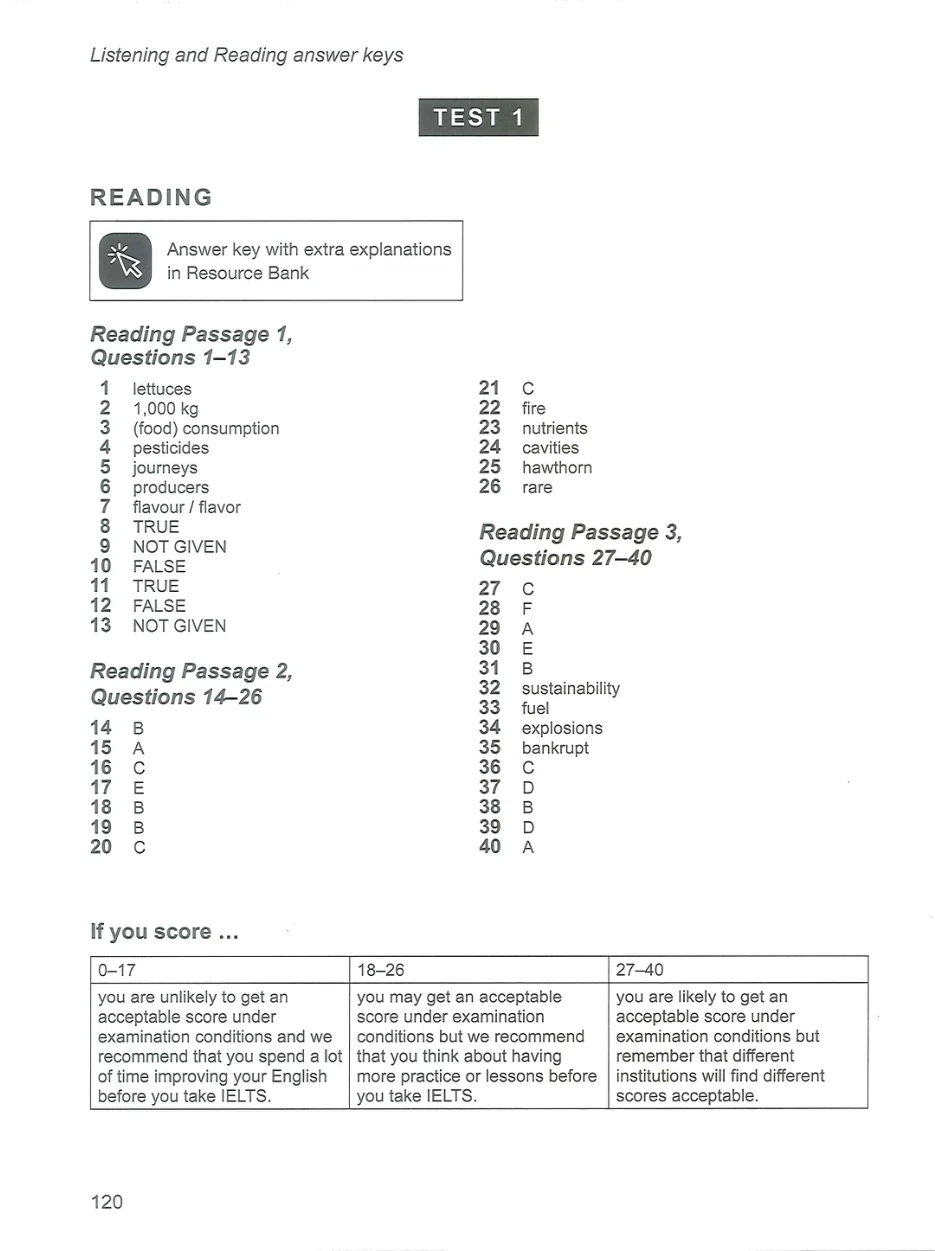 Listening and Reading answer keys
TEST 1
READING
Answer key with extra explanations
in Resource Bank
Reading Passage 1,
Questions 1–13
1 lettuces
2 1,000 kg
3 (food) consumption
4 pesticides
5 journeys
6 producers
7 flavour / flavor
8 TRUE
9 NOT GIVEN
10 FALSE
11 TRUE
12 FALSE
13 NOT GIVEN
Reading Passage 2,
Questions 14–26
14 B
15 A
16 C
17 E
18 B
19 B
20 C
21 C
22 fire
23 nutrients
24 cavities
25 hawthorn
26 rare
Reading Passage 3,
Questions 27–40
27 C
28 F
29 A
30 E
31 B
32 sustainability
33 fuel
34 explosions
35 bankrupt
36 C
37 D
38 B
39 D
40 A
If you score ...
0–17
you are unlikely to get an
acceptable score under
examination conditions and we
recommend that you spend a lot
of time improving your English
before you take IELTS.
18–26
you may get an acceptable
score under examination
conditions but we recommend
that you think about having
more practice or lessons before
you take IELTS.
27–40
you are likely to get an
acceptable score under
examination conditions but
remember that different
institutions will find different
scores acceptable.
120